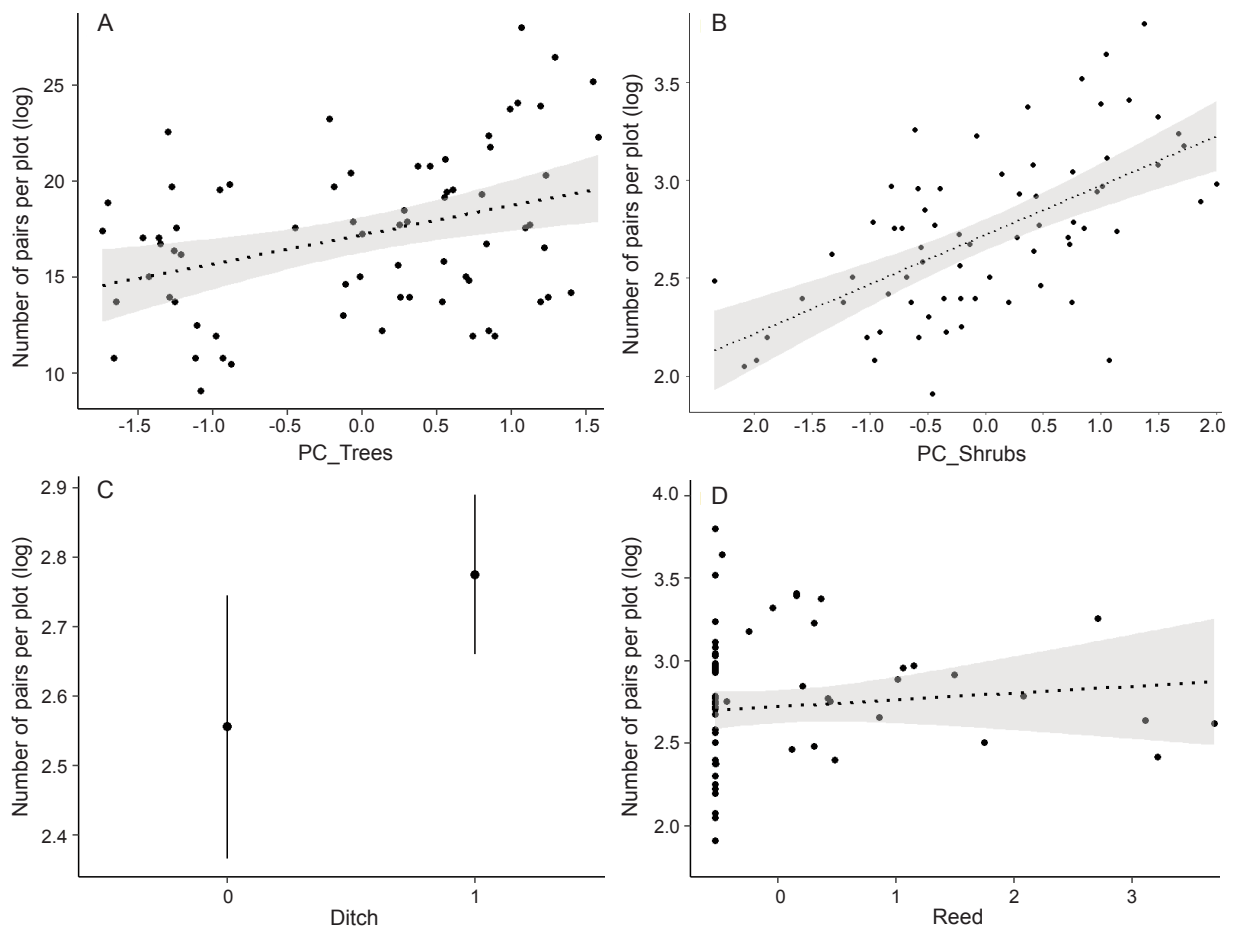 A
Number of pairs per plot (log)
25
20
15
10
-1.5 -1.0 -0.5 0.0 0.5 1.0 1.5
PC_Trees
B
Number of pairs per plot (log)
3.5
3.0
2.5
2.0
2.0 -1.5 -1.0 -0.5 0.0 0.5 1.0 1.5 2.0
PC_Shrubs
C
Number of pairs per plot (log)
2.9
2.8
2.7
2.6
2.5
2.4
0 1
Ditch
D
Number of pairs per plot (log)
4.0
3.5
3.0
2.5
2.0
0 1 2 3
Reed